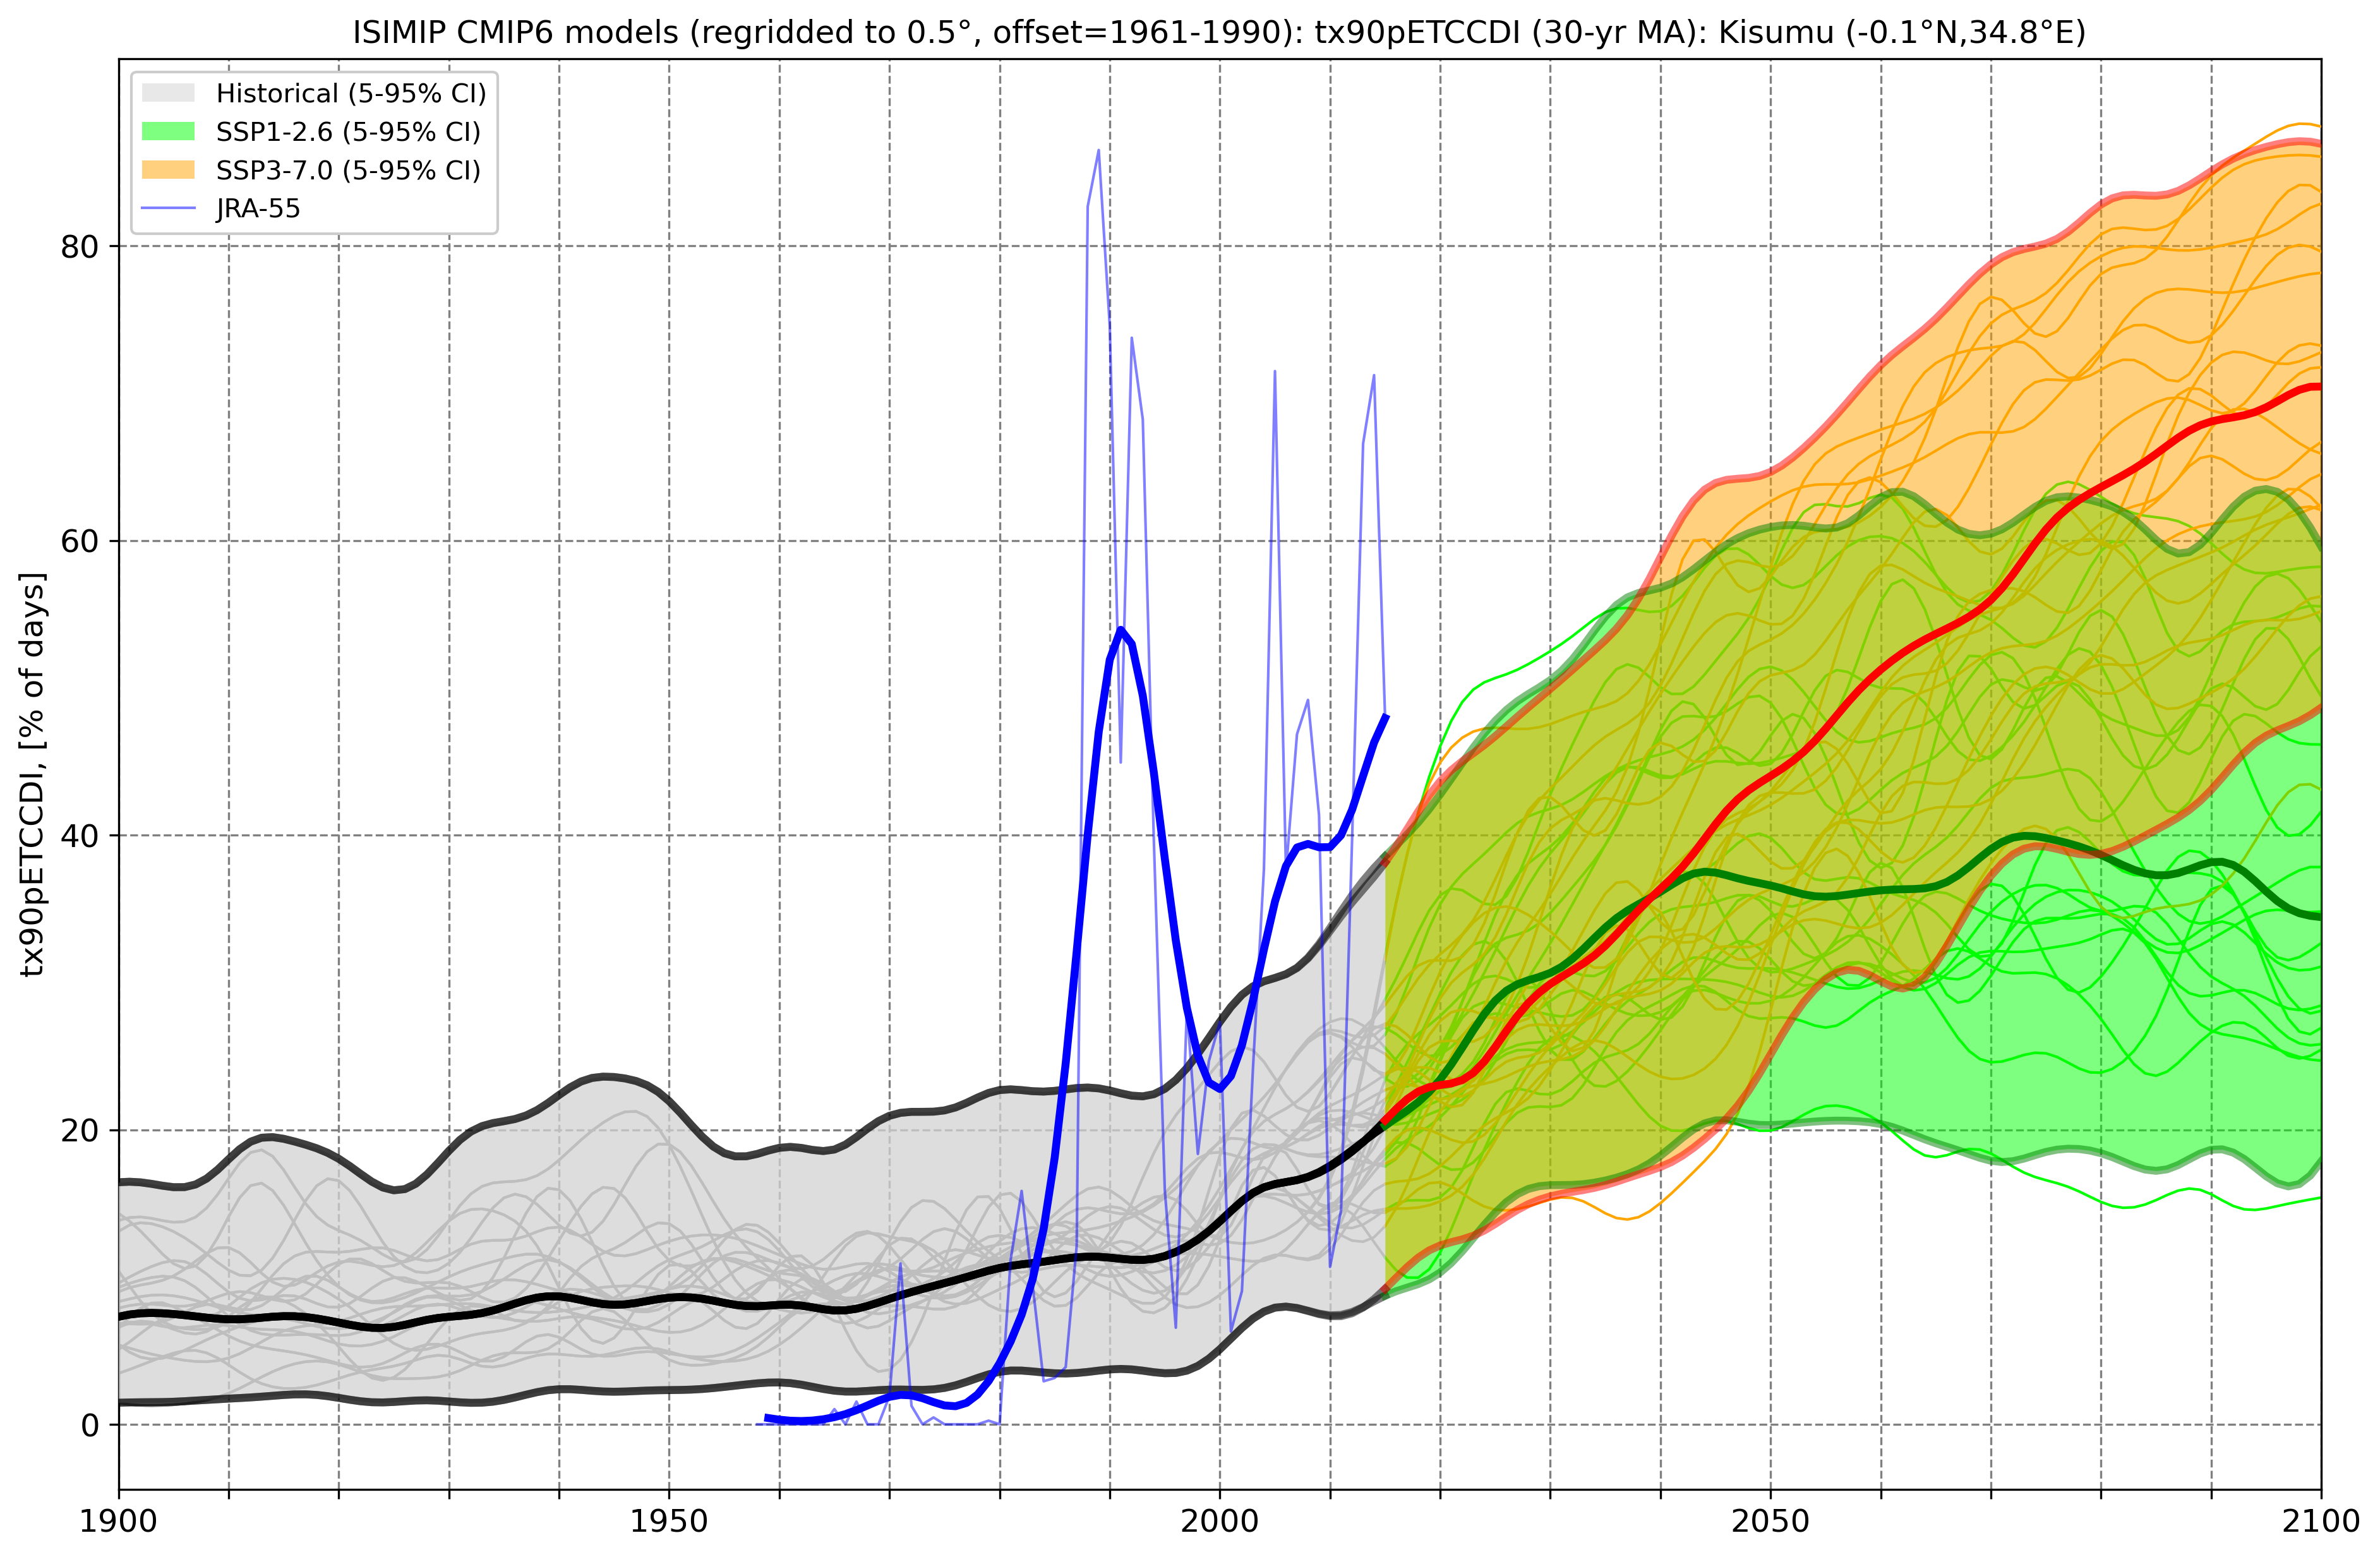 ISIMIP CMIP6 models (regridded to 0.5°, offset=1961-1990): tx90pETCCDI (30-yr MA): Kisumu (-0.1°N,34.8°E)
Historical (5-95% CI)
SSP1-2.6 (5-95% CI)
SSP3-7.0 (5-95% CI)
JRA-55
tx90pETCCDI, [% of days]
80
60
40
20
0
1900 1950 2000 2050 2100